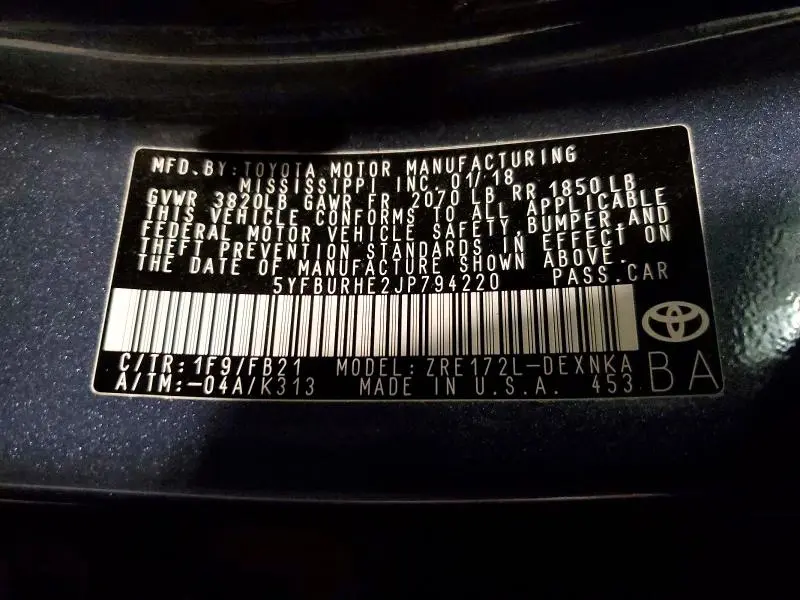 MFD. BY: TOYOTA MOTOR MANUFACTURING
MISSISSIPPI INC. 01/18
GVWR 3820LB GAWR FR 2070 LB RR 1850 LB
THIS VEHICLE CONFORMS TO ALL APPLICABLE
FEDERAL MOTOR VEHICLE SAFETY, BUMPER, AND
THEFT PREVENTION STANDARDS IN EFFECT ON
THE DATE OF MANUFACTURE SHOWN ABOVE.
5YFBURHE2JP794220 PASS. CAR
C/TR: 1F9/FB21 MODEL: ZRE172L-DEXNKA
A/TM: -04A/K313 MADE IN U.S.A. 453 BA